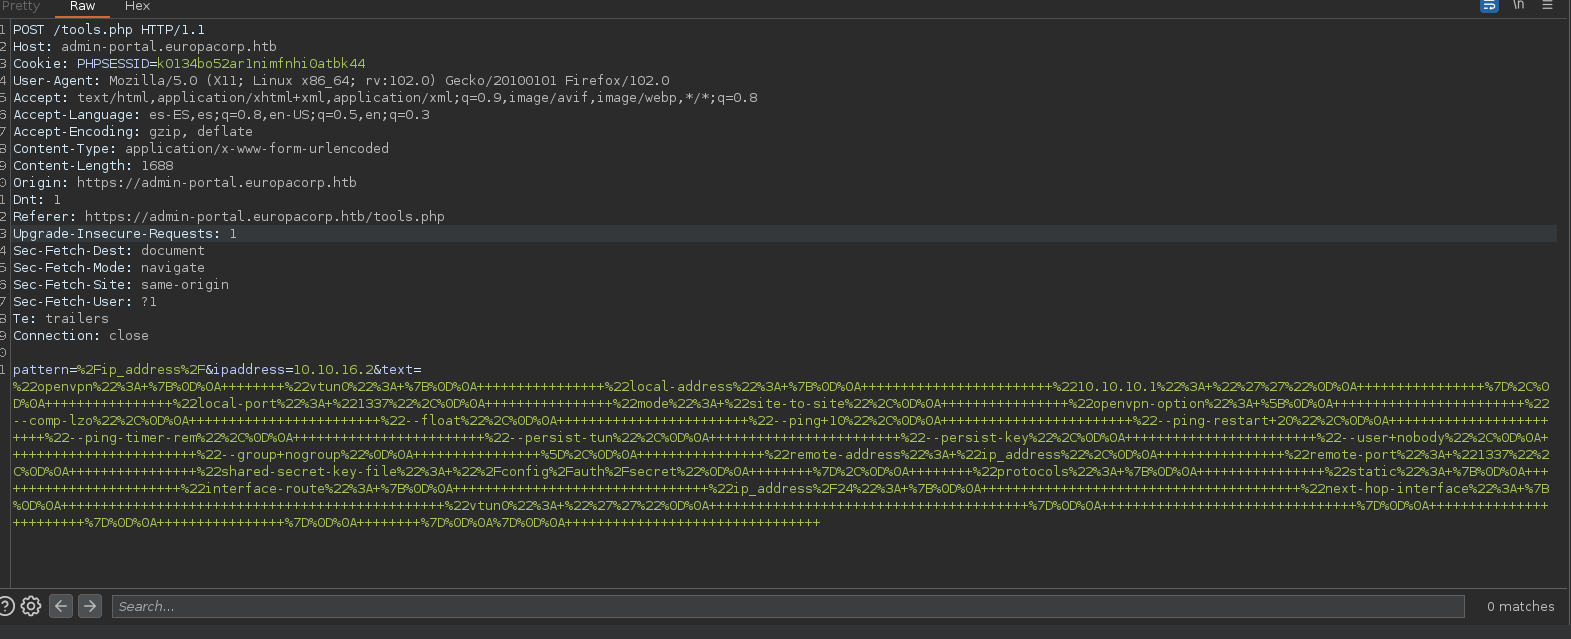 Pretty Raw Hex \n
1 POST /tools.php HTTP/1.1
2 Host: admin-portal.europacorp.htb
3 Cookie: PHPSESSID=k0134bo52ar1nimfnhi0atbk44
4 User-Agent: Mozilla/5.0 (X11; Linux x86_64; rv:102.0) Gecko/20100101 Firefox/102.0
5 Accept: text/html,application/xhtml+xml,application/xml;q=0.9,image/avif,image/webp,*/*;q=0.8
6 Accept-Language: es-ES,es;q=0.8,en-US;q=0.5,en;q=0.3
7 Accept-Encoding: gzip, deflate
8 Content-Type: application/x-www-form-urlencoded
9 Content-Length: 1688
0 Origin: https://admin-portal.europacorp.htb
1 Dnt: 1
2 Referer: https://admin-portal.europacorp.htb/tools.php
3 Upgrade-Insecure-Requests: 1
4 Sec-Fetch-Dest: document
5 Sec-Fetch-Mode: navigate
6 Sec-Fetch-Site: same-origin
7 Sec-Fetch-User: ?1
8 Te: trailers
9 Connection: close
0
1 pattern=%2Fip_address%2F&ipaddress=10.10.16.2&text=
%22openvpn%22%3A+%7B%0D%0A++++++++%22vtun0%22%3A+%7B%0D%0A++++++++++++++++%22local-address%22%3A+%7B%0D%0A++++++++++++++++++++++++%2210.10.10.1%22%3A+%22%27%27%22%0D%0A++++++++++++++++%7D%2C%0
D%0A++++++++++++++++%22local-port%22%3A+%221337%22%2C%0D%0A++++++++++++++++%22mode%22%3A+%22site-to-site%22%2C%0D%0A++++++++++++++++%22openvpn-option%22%3A+%5B%0D%0A++++++++++++++++++++++++%22
--comp-lzo%22%2C%0D%0A++++++++++++++++++++++++%22--float%22%2C%0D%0A++++++++++++++++++++++++%22--ping+10%22%2C%0D%0A++++++++++++++++++++++++%22--ping-restart+20%22%2C%0D%0A++++++++++++++++++++
++++%22--ping-timer-rem%22%2C%0D%0A++++++++++++++++++++++++%22--persist-tun%22%2C%0D%0A++++++++++++++++++++++++%22--persist-key%22%2C%0D%0A++++++++++++++++++++++++%22--user+nobody%22%2C%0D%0A+
+++++++++++++++++++++++%22--group+nogroup%22%0D%0A++++++++++++++++%5D%2C%0D%0A++++++++++++++++%22remote-address%22%3A+%22ip_address%22%2C%0D%0A++++++++++++++++%22remote-port%22%3A+%221337%22%2
C%0D%0A++++++++++++++++%22shared-secret-key-file%22%3A+%22%2Fconfig%2Fauth%2Fsecret%22%0D%0A++++++++%7D%2C%0D%0A++++++++%22protocols%22%3A+%7B%0D%0A++++++++++++++++%22static%22%3A+%7B%0D%0A+++
+++++++++++++++++++++%22interface-route%22%3A+%7B%0D%0A++++++++++++++++++++++++++++++++%22ip_address%2F24%22%3A+%7B%0D%0A++++++++++++++++++++++++++++++++++++++++%22next-hop-interface%22%3A+%7B
%0D%0A++++++++++++++++++++++++++++++++++++++++++++++++%22vtun0%22%3A+%22%27%27%22%0D%0A++++++++++++++++++++++++++++++++++++++++%7D%0D%0A++++++++++++++++++++++++++++++++%7D%0D%0A+++++++++++++++
+++++++++%7D%0D%0A++++++++++++++++%7D%0D%0A++++++++%7D%0D%0A%7D%0D%0A++++++++++++++++++++++++++++++++
Search... 0 matches